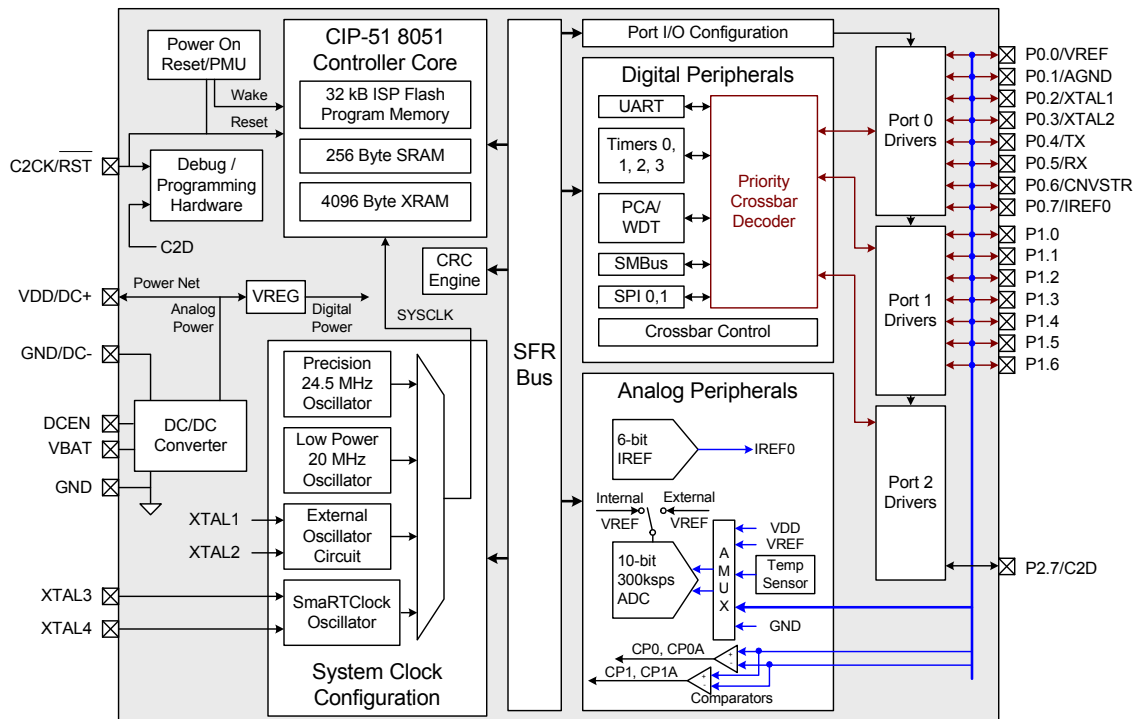 Power On
Reset/PMU
Wake
Reset
C2CK/RST
Debug /
Programming
Hardware
C2D
CIP-51 8051
Controller Core
32 kB ISP Flash
Program Memory
256 Byte SRAM
4096 Byte XRAM
CRC
Engine
VDD/DC+
Power Net
Analog
Power
VREG
Digital
Power
SYSCLK
GND/DC-
DCEN
VBAT
GND
DC/DC
Converter
XTAL1
XTAL2
XTAL3
XTAL4
Precision
24.5 MHz
Oscillator
Low Power
20 MHz
Oscillator
External
Oscillator
Circuit
SmaRTClock
Oscillator
System Clock
Configuration
SFR
Bus
Port I/O Configuration
Digital Peripherals
UART
Timers 0,
1, 2, 3
PCA/
WDT
SMBus
SPI 0,1
Priority
Crossbar
Decoder
Crossbar Control
Analog Peripherals
6-bit
IREF
IREF0
Internal
VREF
External
VREF
10-bit
300ksps
ADC
A
M
U
X
VDD
VREF
Temp
Sensor
GND
CP0, CP0A
+
-
CP1, CP1A
+
-
Comparators
Port 0
Drivers
Port 1
Drivers
Port 2
Drivers
P0.0/VREF
P0.1/AGND
P0.2/XTAL1
P0.3/XTAL2
P0.4/TX
P0.5/RX
P0.6/CNVSTR
P0.7/IREF0
P1.0
P1.1
P1.2
P1.3
P1.4
P1.5
P1.6
P2.7/C2D